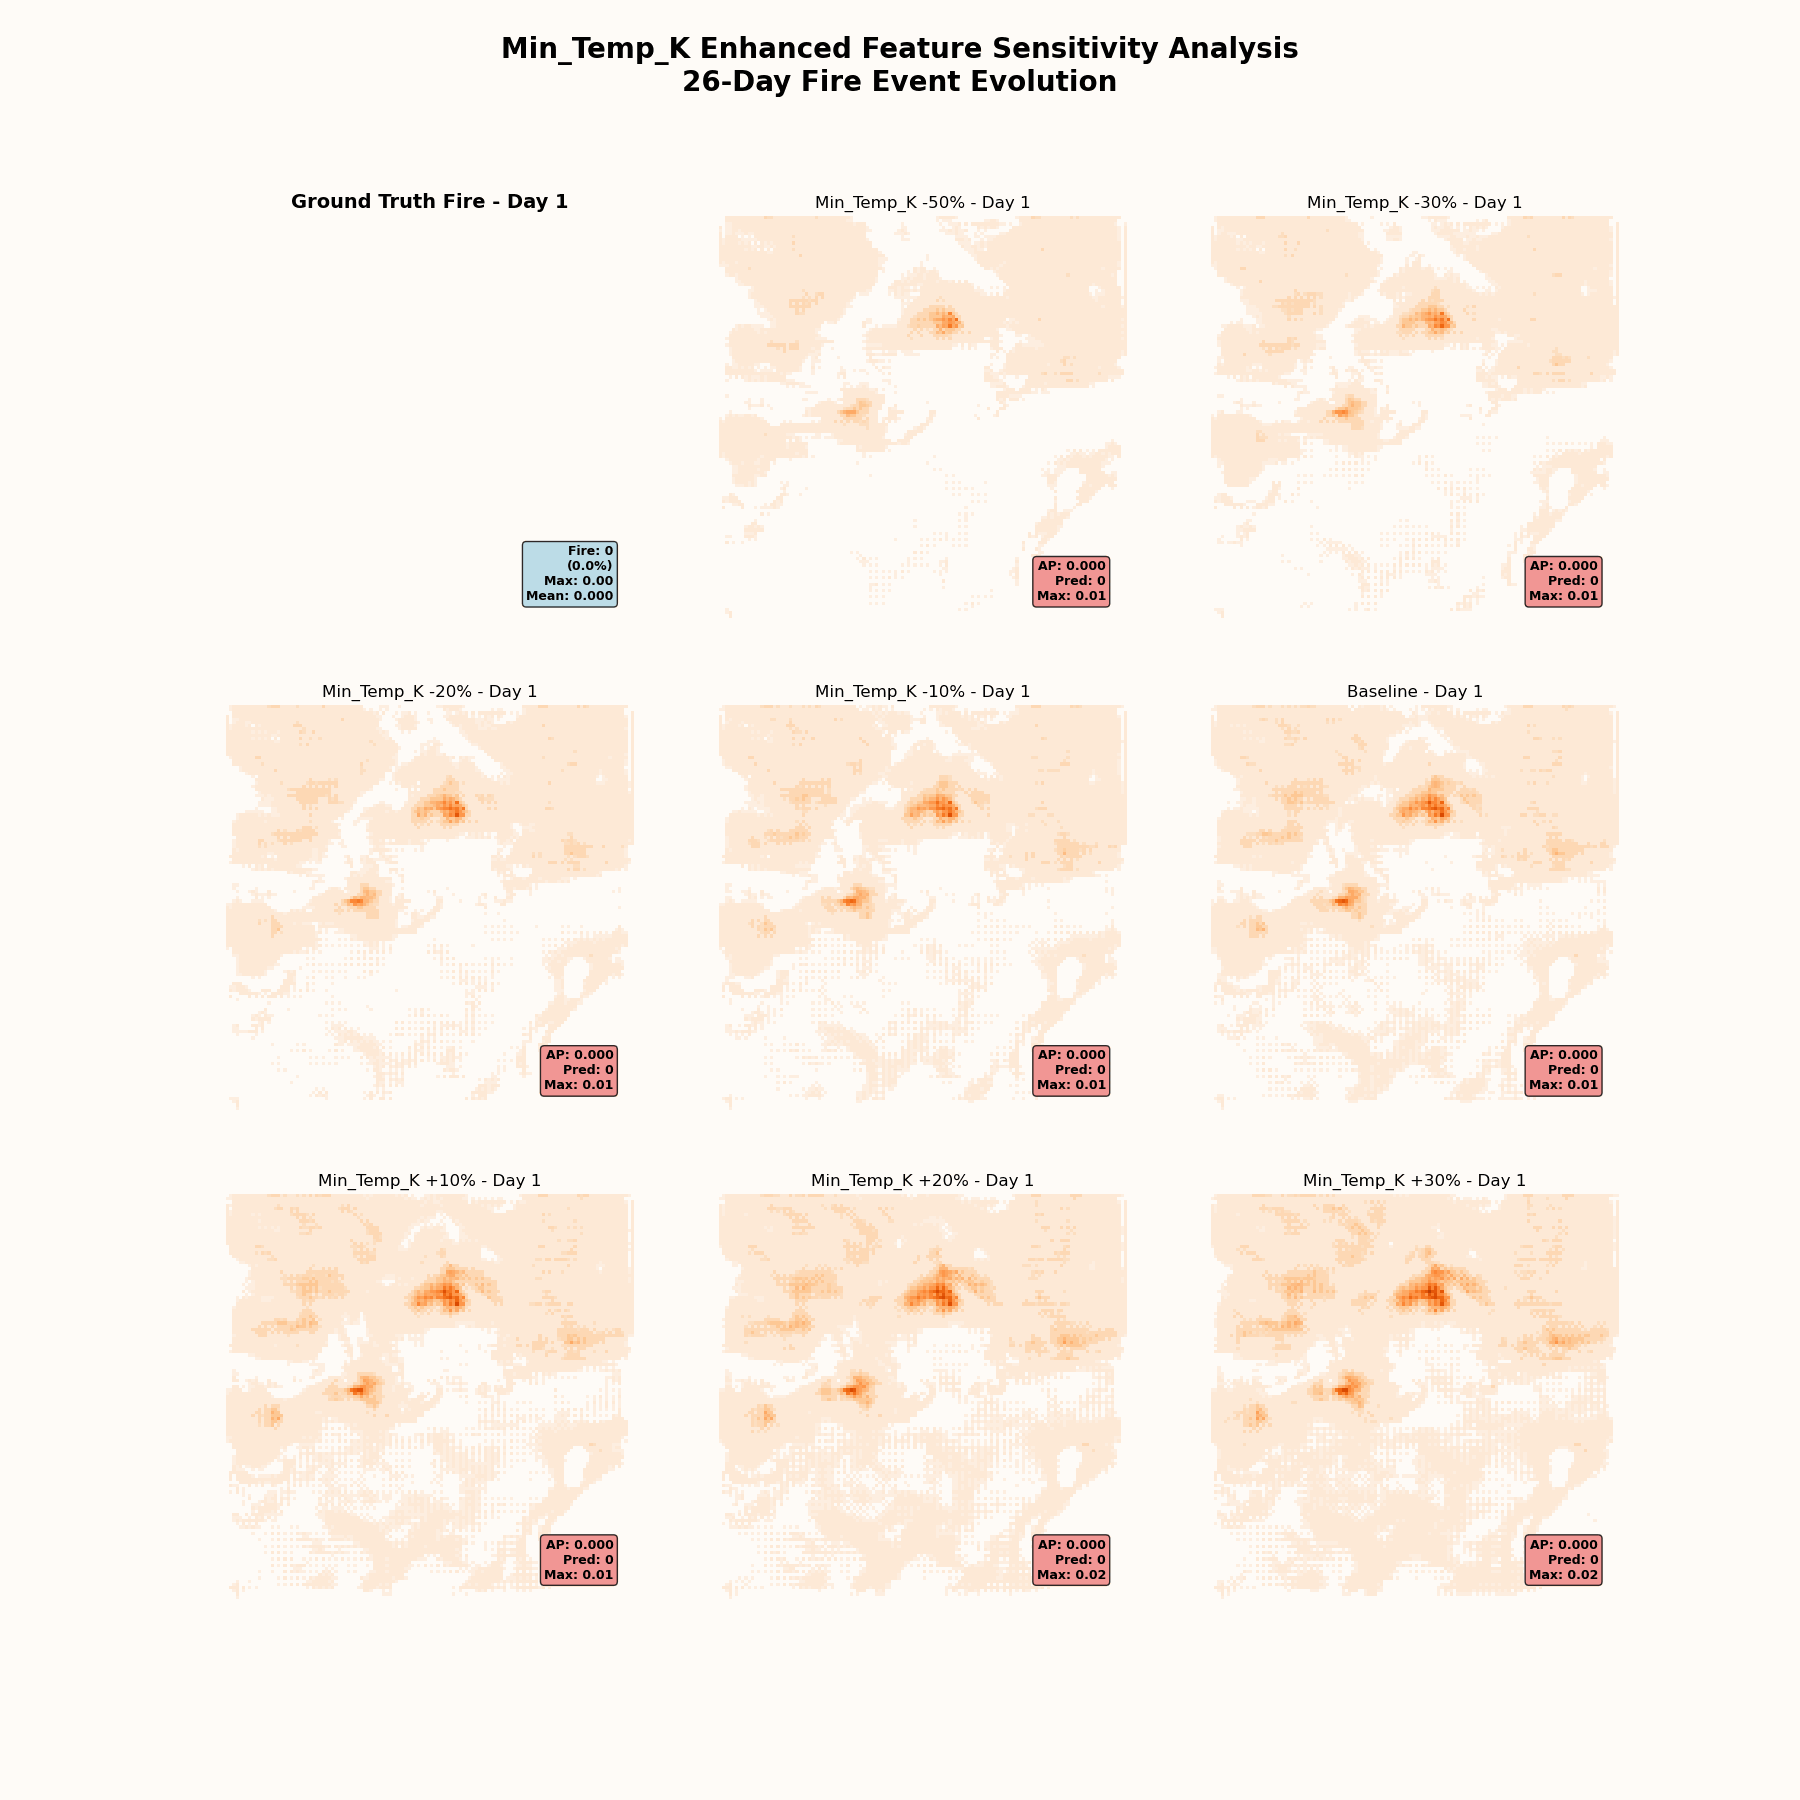 Min_Temp_K Enhanced Feature Sensitivity Analysis
26-Day Fire Event Evolution
Ground Truth Fire - Day 1
Fire: 0
(0.0%)
Max: 0.00
Mean: 0.000
Min_Temp_K -50% - Day 1
AP: 0.000
Pred: 0
Max: 0.01
Min_Temp_K -30% - Day 1
AP: 0.000
Pred: 0
Max: 0.01
Min_Temp_K -20% - Day 1
AP: 0.000
Pred: 0
Max: 0.01
Min_Temp_K -10% - Day 1
AP: 0.000
Pred: 0
Max: 0.01
Baseline - Day 1
AP: 0.000
Pred: 0
Max: 0.01
Min_Temp_K +10% - Day 1
AP: 0.000
Pred: 0
Max: 0.01
Min_Temp_K +20% - Day 1
AP: 0.000
Pred: 0
Max: 0.02
Min_Temp_K +30% - Day 1
AP: 0.000
Pred: 0
Max: 0.02